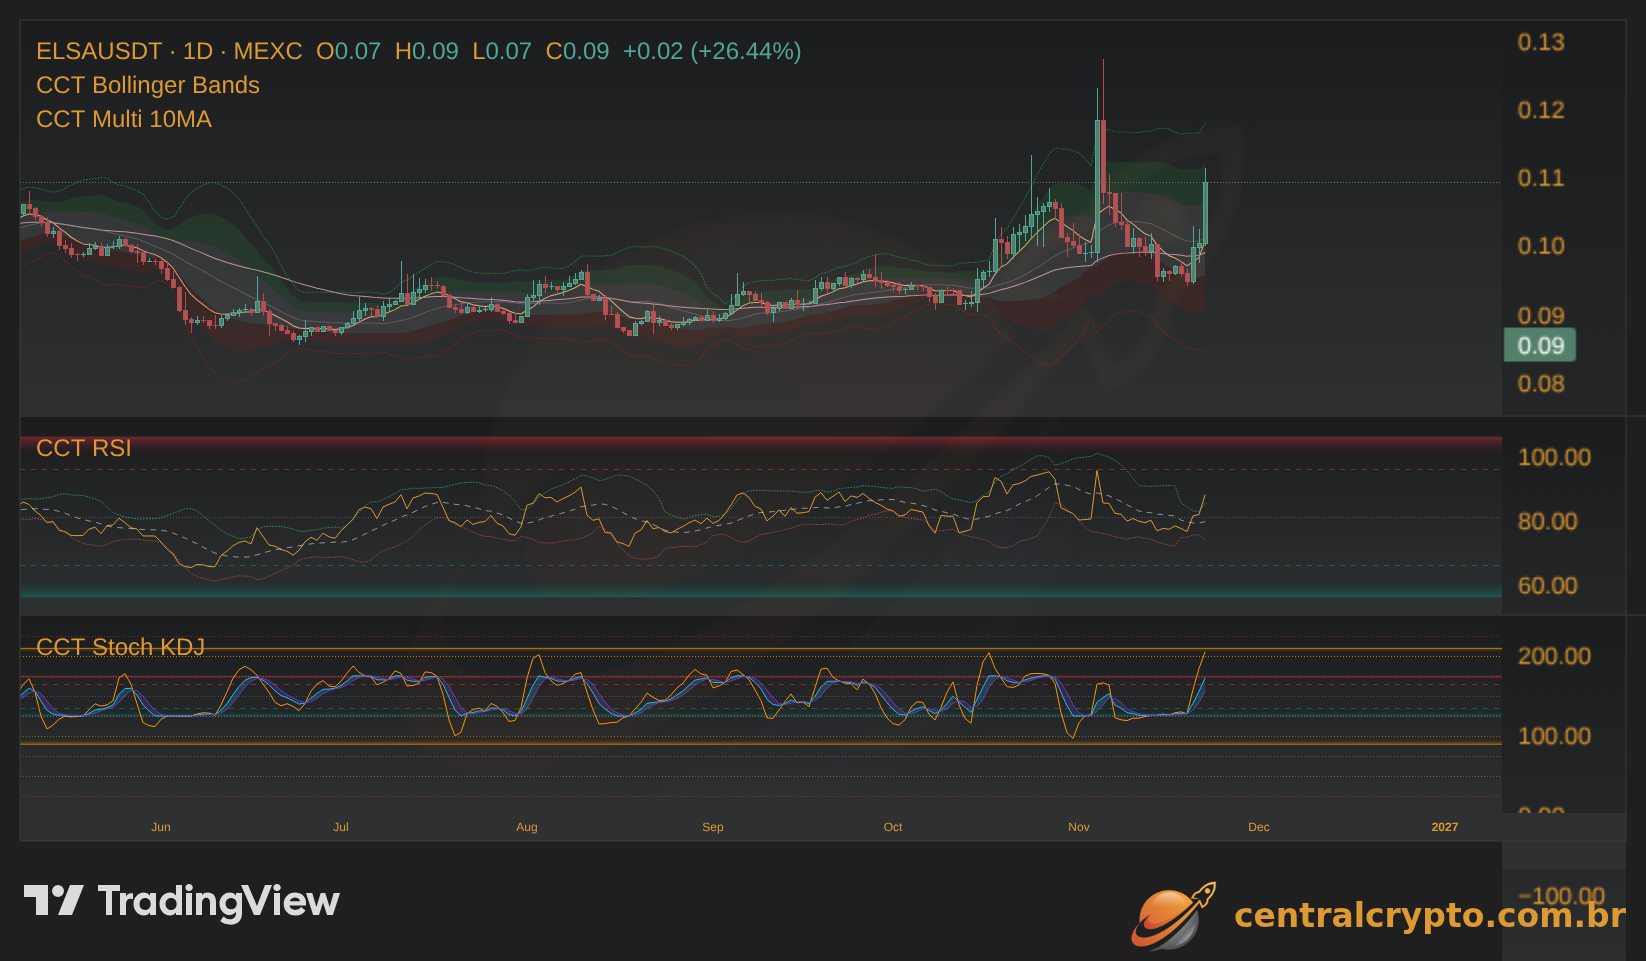 ELSAUSDT · 1D · MEXC O0.07 H0.09 L0.07 C0.09 +0.02 (+26.44%)
CCT Bollinger Bands
CCT Multi 10MA
0.13
0.12
0.11
0.10
0.09
0.09
0.08
CCT RSI
100.00
80.00
60.00
CCT Stoch KDJ
200.00
100.00
Jun Jul Aug Sep Oct Nov Dec 2027
−100.00
TradingView
centralcrypto.com.br